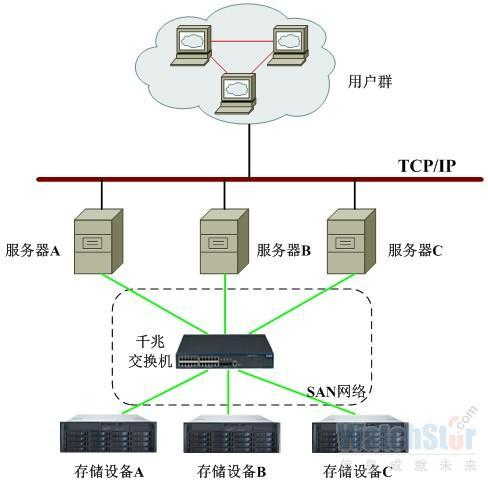 用户群
TCP/IP
服务器A
服务器B
服务器C
千兆
交换机
SAN网络
存储设备A
存储设备B
存储设备C
WatchStor.com
信息成就未来